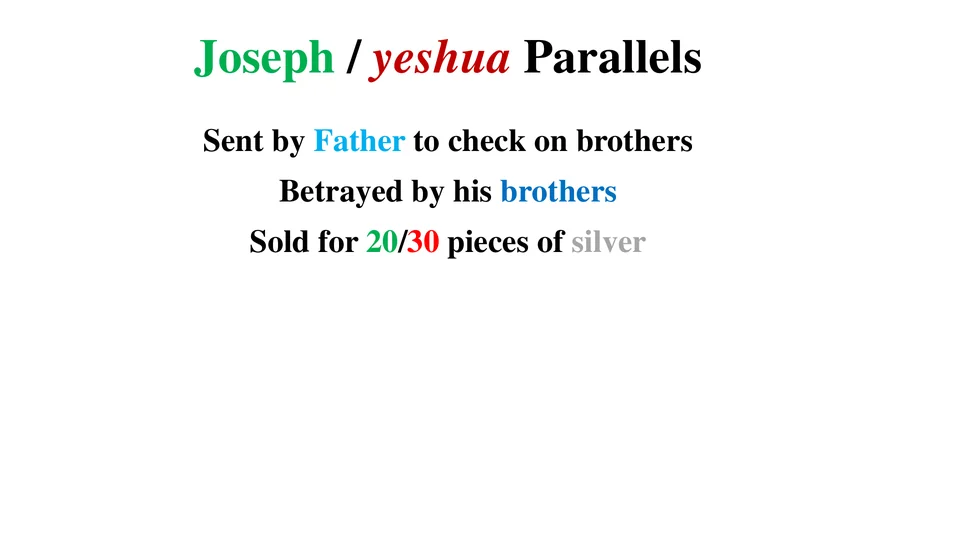 Joseph / yeshua Parallels
Sent by Father to check on brothers
Betrayed by his brothers
Sold for 20/30 pieces of silver